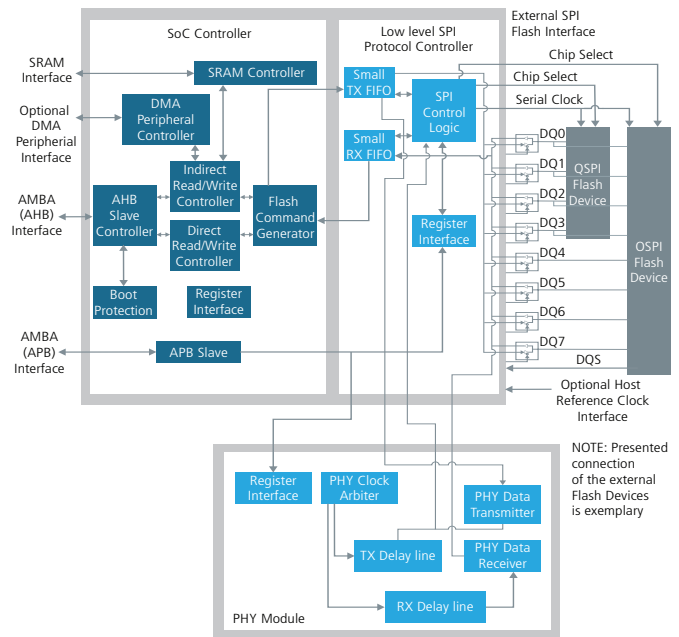 SoC Controller
Low level SPI
Protocol Controller
External SPI
Flash Interface
SRAM
Interface
Optional
DMA
Peripherial
Interface
AMBA
(AHB)
Interface
AMBA
(APB)
Interface
SRAM Controller
DMA
Peripheral
Controller
Indirect
Read/Write
Controller
AHB
Slave
Controller
Direct
Read/Write
Controller
Flash
Command
Generator
Boot
Protection
Register
Interface
APB Slave
Small
TX FIFO
Small
RX FIFO
SPI
Control
Logic
Register
Interface
Chip Select
Chip Select
Serial Clock
DQ0
DQ1
DQ2
DQ3
DQ4
DQ5
DQ6
DQ7
DQS
QSPI
Flash
Device
OSPI
Flash
Device
Optional Host
Reference Clock
Interface
NOTE: Presented
connection
of the external
Flash Devices
is exemplary
Register
Interface
PHY Clock
Arbiter
PHY Data
Transmitter
TX Delay line
PHY Data
Receiver
RX Delay line
PHY Module